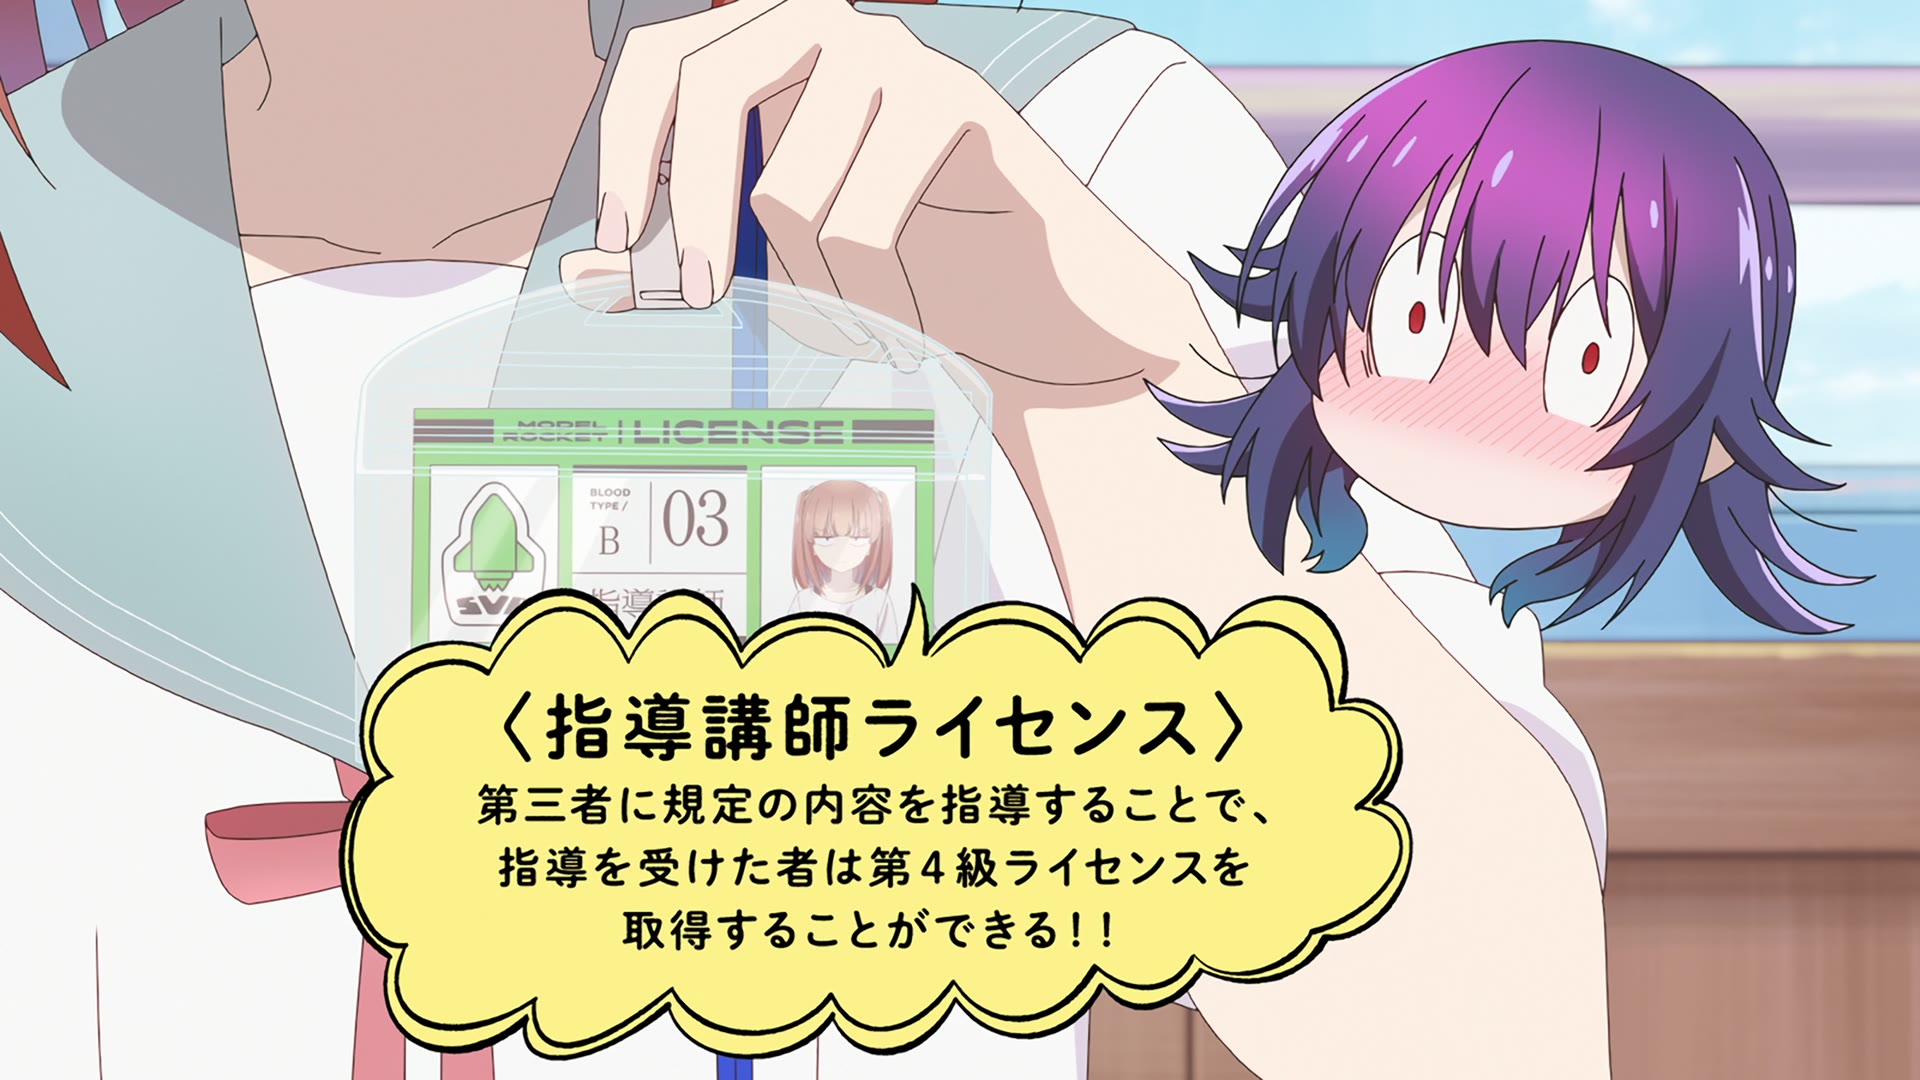 MODEL
ROCKET
LICENSE
BLOOD
TYPE /
B
03
〈指導講師ライセンス〉
第三者に規定の内容を指導することで、
指導を受けた者は第4級ライセンスを
取得することができる!!